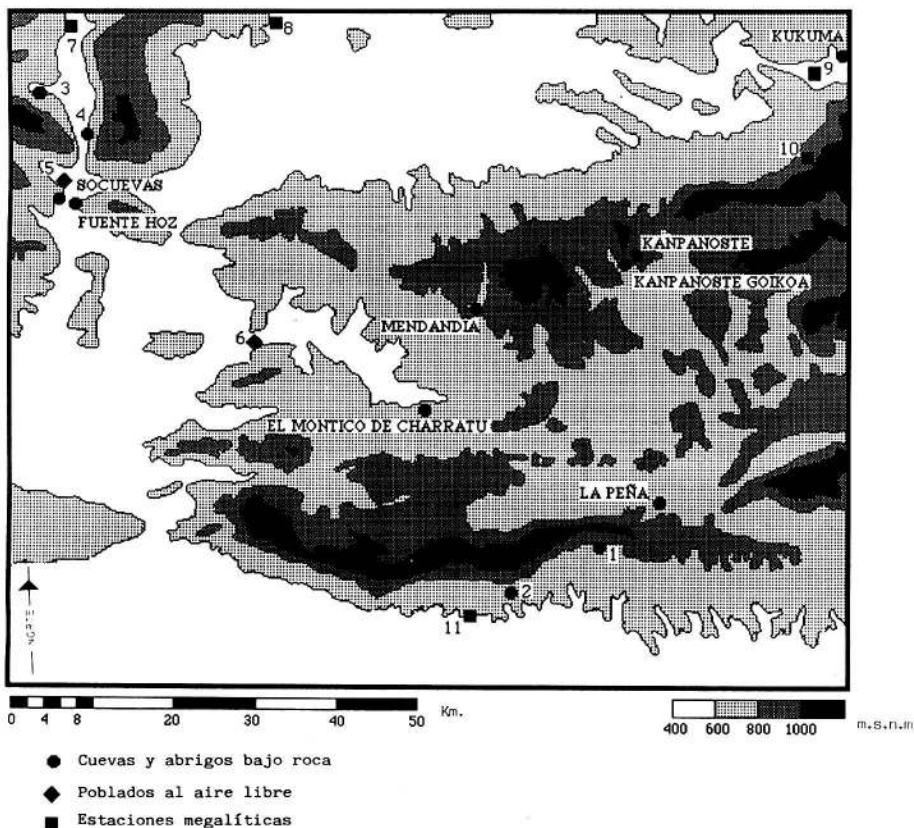 7
8
KUKUMA
9
3
4
10
5
SOCUEVAS
FUENTE HOZ
KANPANOSTE
KANPANOSTE GOIKOA
MENDANDIA
6
EL MONTICO DE CHARRATU
LA PEÑA
1
2
11
0 4 8 20 30 40 50 Km.
400 600 800 1000 m.s.n.m
Cuevas y abrigos bajo roca
Poblados al aire libre
Estaciones megalíticas